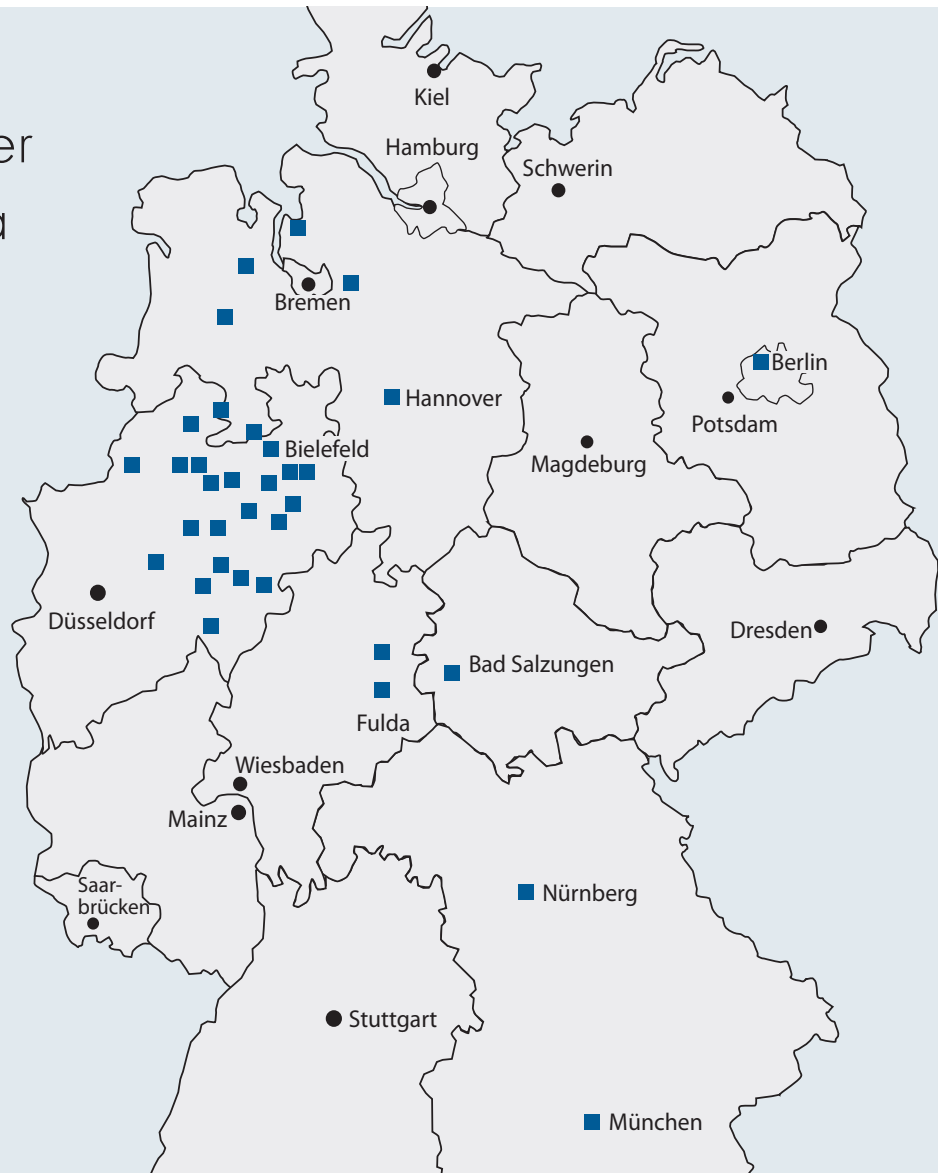 er
Kiel
Hamburg
Schwerin
Bremen
Berlin
Hannover
Potsdam
Bielefeld
Magdeburg
Düsseldorf
Dresden
Bad Salzungen
Fulda
Wiesbaden
Mainz
Saar-
brücken
Nürnberg
Stuttgart
München